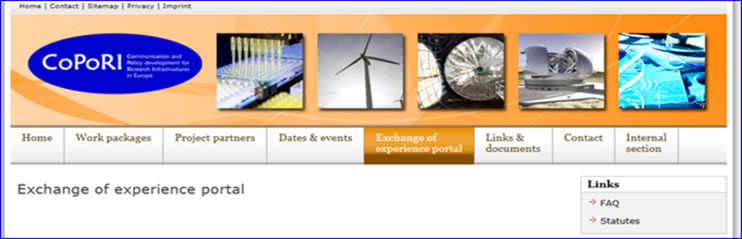 Home | Contact | Sitemap | Privacy | Imprint
CoPoRI
Communication and
Policy development for
Research Infrastructures
in Europe
Home
Work packages
Project partners
Dates & events
Exchange of
experience portal
Links &
documents
Contact
Internal
section
Exchange of experience portal
Links
FAQ
Statutes